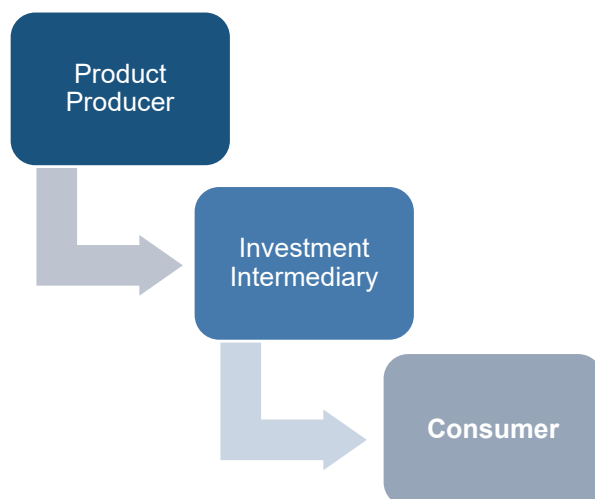 Product
Producer
Investment
Intermediary
Consumer